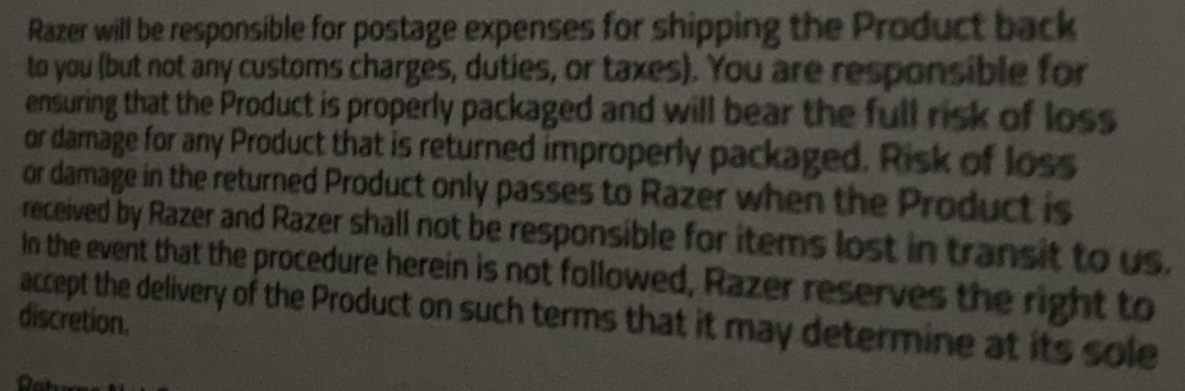 Razer will be responsible for postage expenses for shipping the Product back
to you (but not any customs charges, duties, or taxes). You are responsible for
ensuring that the Product is properly packaged and will bear the full risk of loss
or damage for any Product that is returned improperly packaged. Risk of loss
or damage in the returned Product only passes to Razer when the Product is
received by Razer and Razer shall not be responsible for items lost in transit to us.
In the event that the procedure herein is not followed, Razer reserves the right to
accept the delivery of the Product on such terms that it may determine at its sole
discretion.